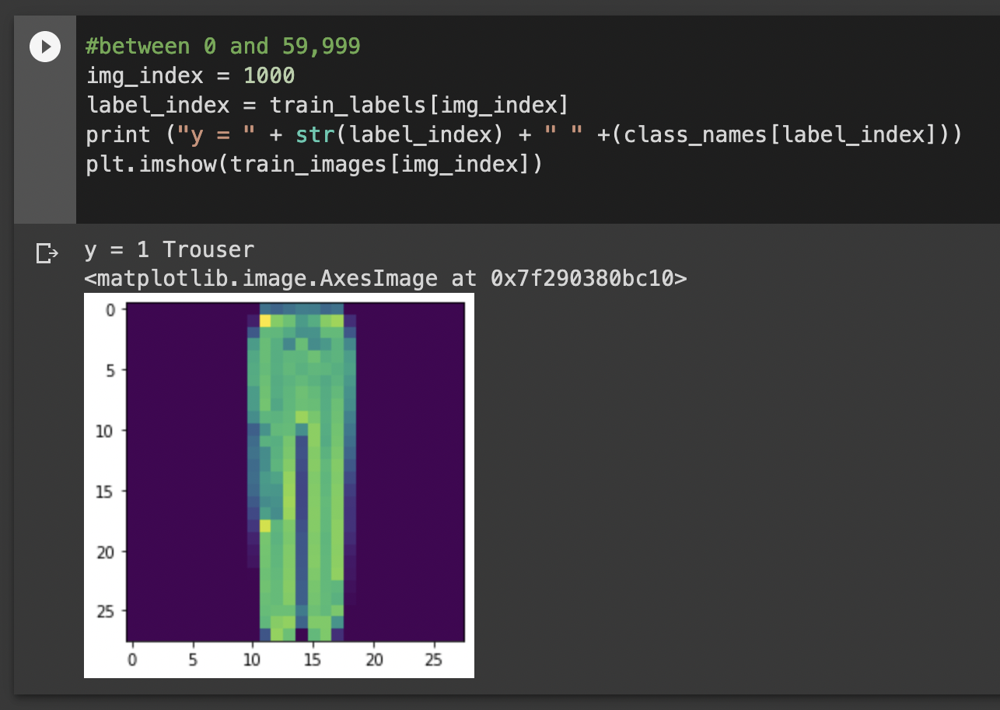 #between 0 and 59,999
img_index = 1000
label_index = train_labels[img_index]
print ("y = " + str(label_index) + " " +(class_names[label_index]))
plt.imshow(train_images[img_index])
y = 1 Trouser
<matplotlib.image.AxesImage at 0x7f290380bc10>
0
5
10
15
20
25
0 5 10 15 20 25